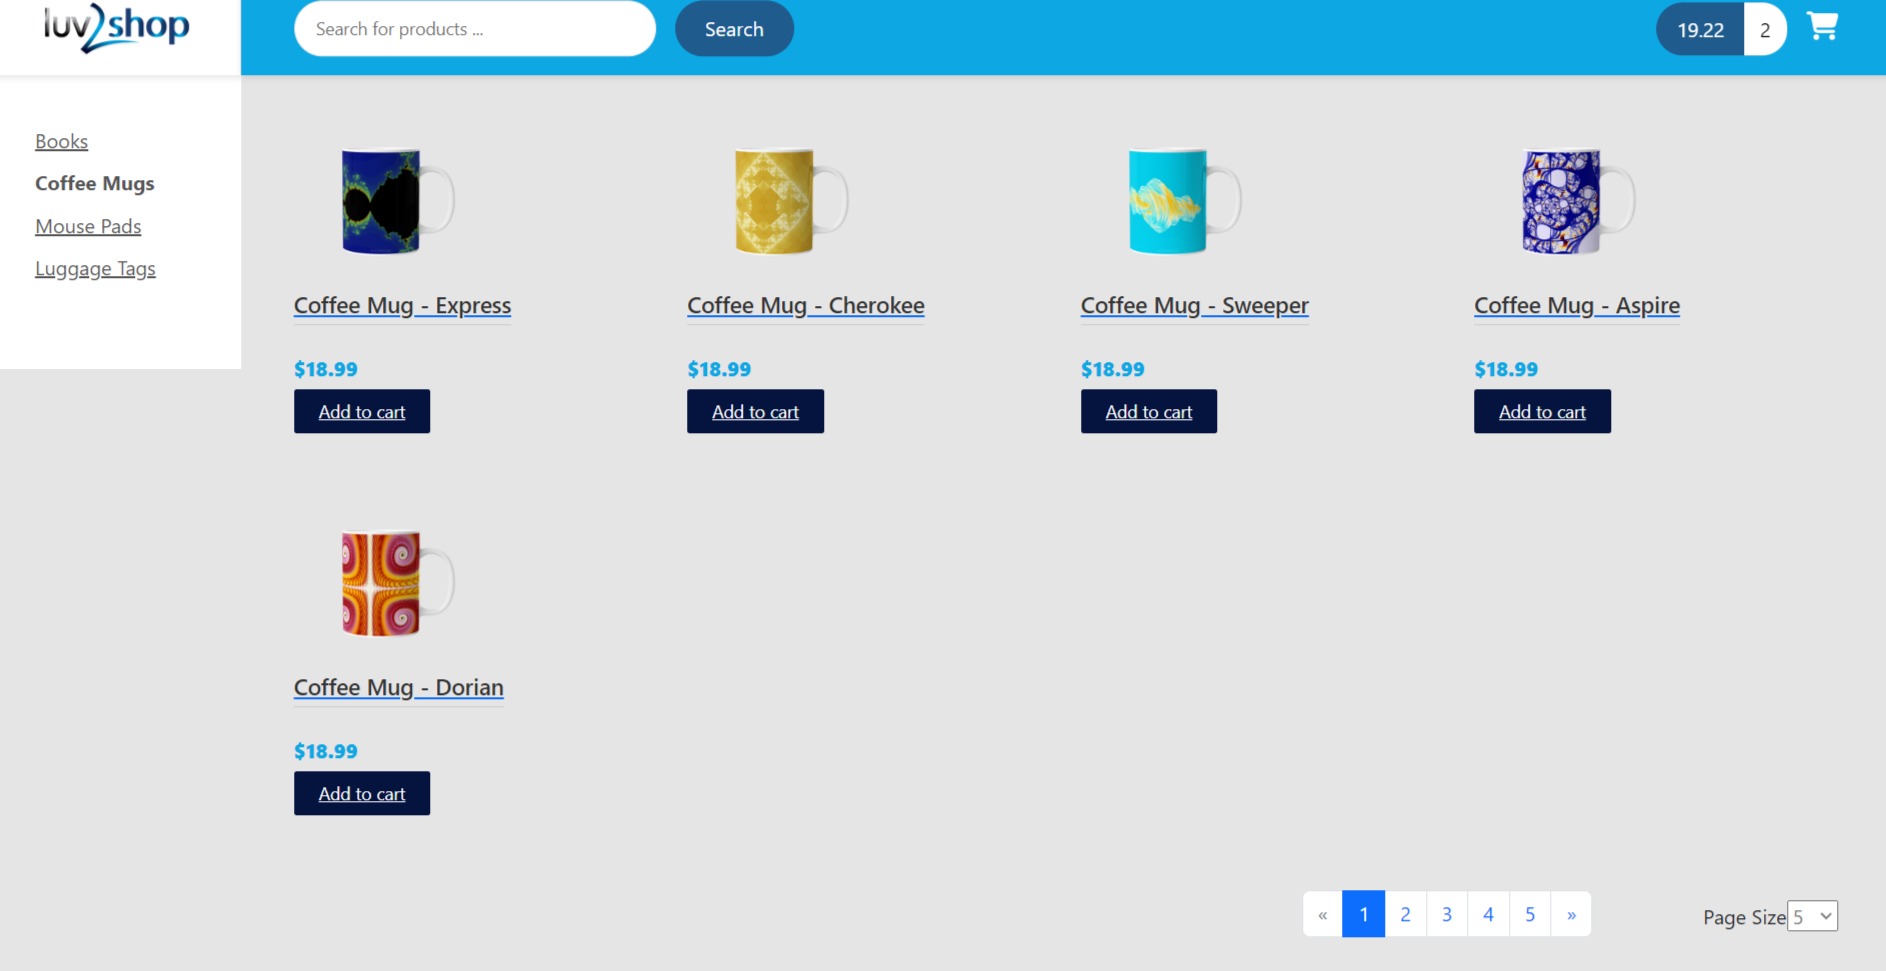 luv2shop
Search for products ...
Search
19.22
2
Books
Coffee Mugs
Mouse Pads
Luggage Tags
Coffee Mug - Express
$18.99
Add to cart
Coffee Mug - Cherokee
$18.99
Add to cart
Coffee Mug - Sweeper
$18.99
Add to cart
Coffee Mug - Aspire
$18.99
Add to cart
Coffee Mug - Dorian
$18.99
Add to cart
« 1 2 3 4 5 »
Page Size 5